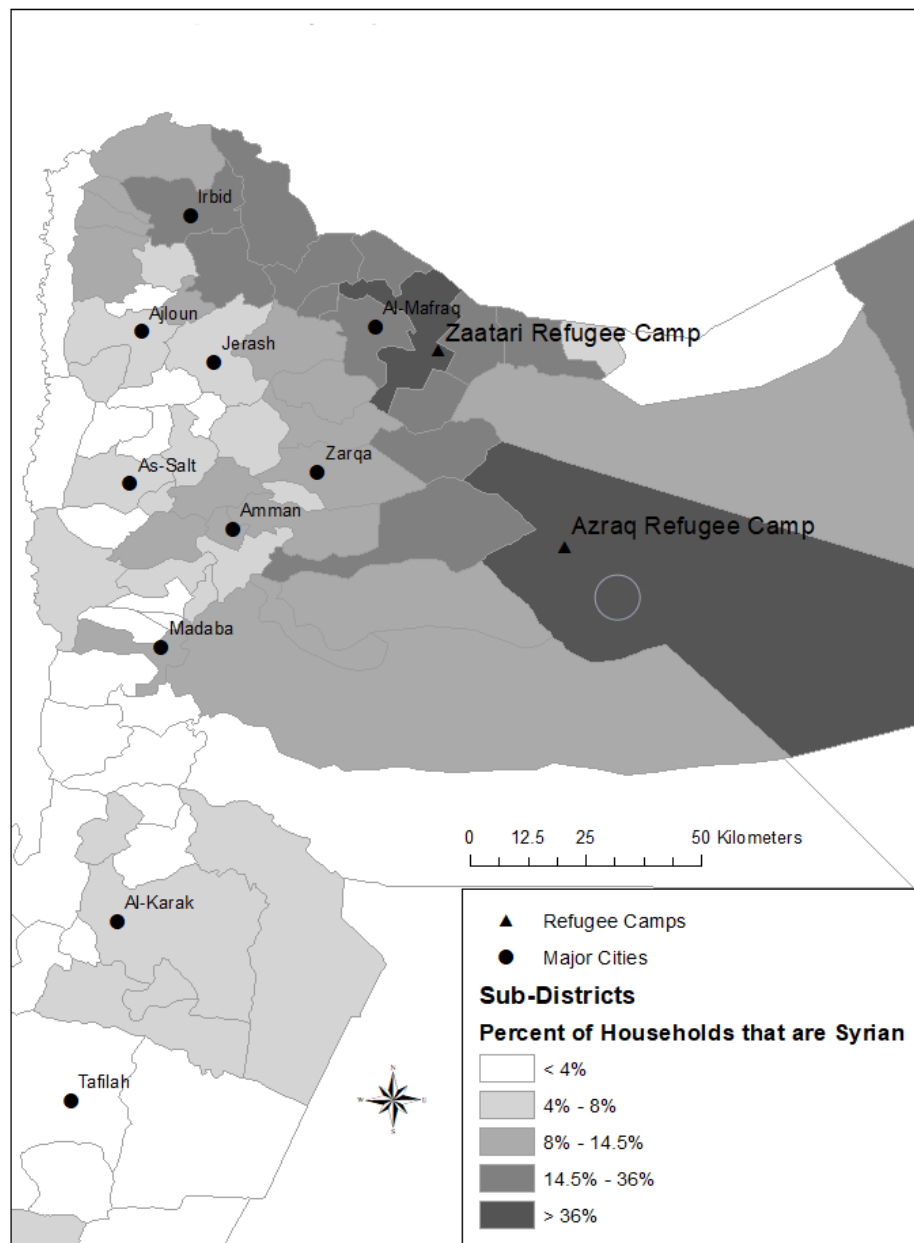 Irbid
Al-Mafraq
Ajloun
Zaatari Refugee Camp
Jerash
Zarqa
As-Salt
Amman
Azraq Refugee Camp
Madaba
0 12.5 25 50 Kilometers
Al-Karak
Refugee Camps
Major Cities
Sub-Districts
Percent of Households that are Syrian
< 4%
4% - 8%
8% - 14.5%
14.5% - 36%
> 36%
Tafilah
N
W
S